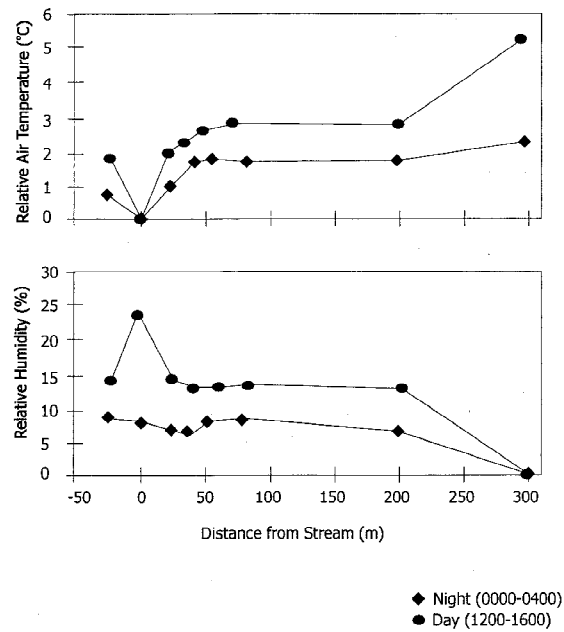 Relative Air Temperature (°C)
6
5
4
3
2
1
0
Relative Humidity (%)
30
25
20
15
10
5
0
-50 0 50 100 150 200 250 300
Distance from Stream (m)
Night (0000-0400)
Day (1200-1600)